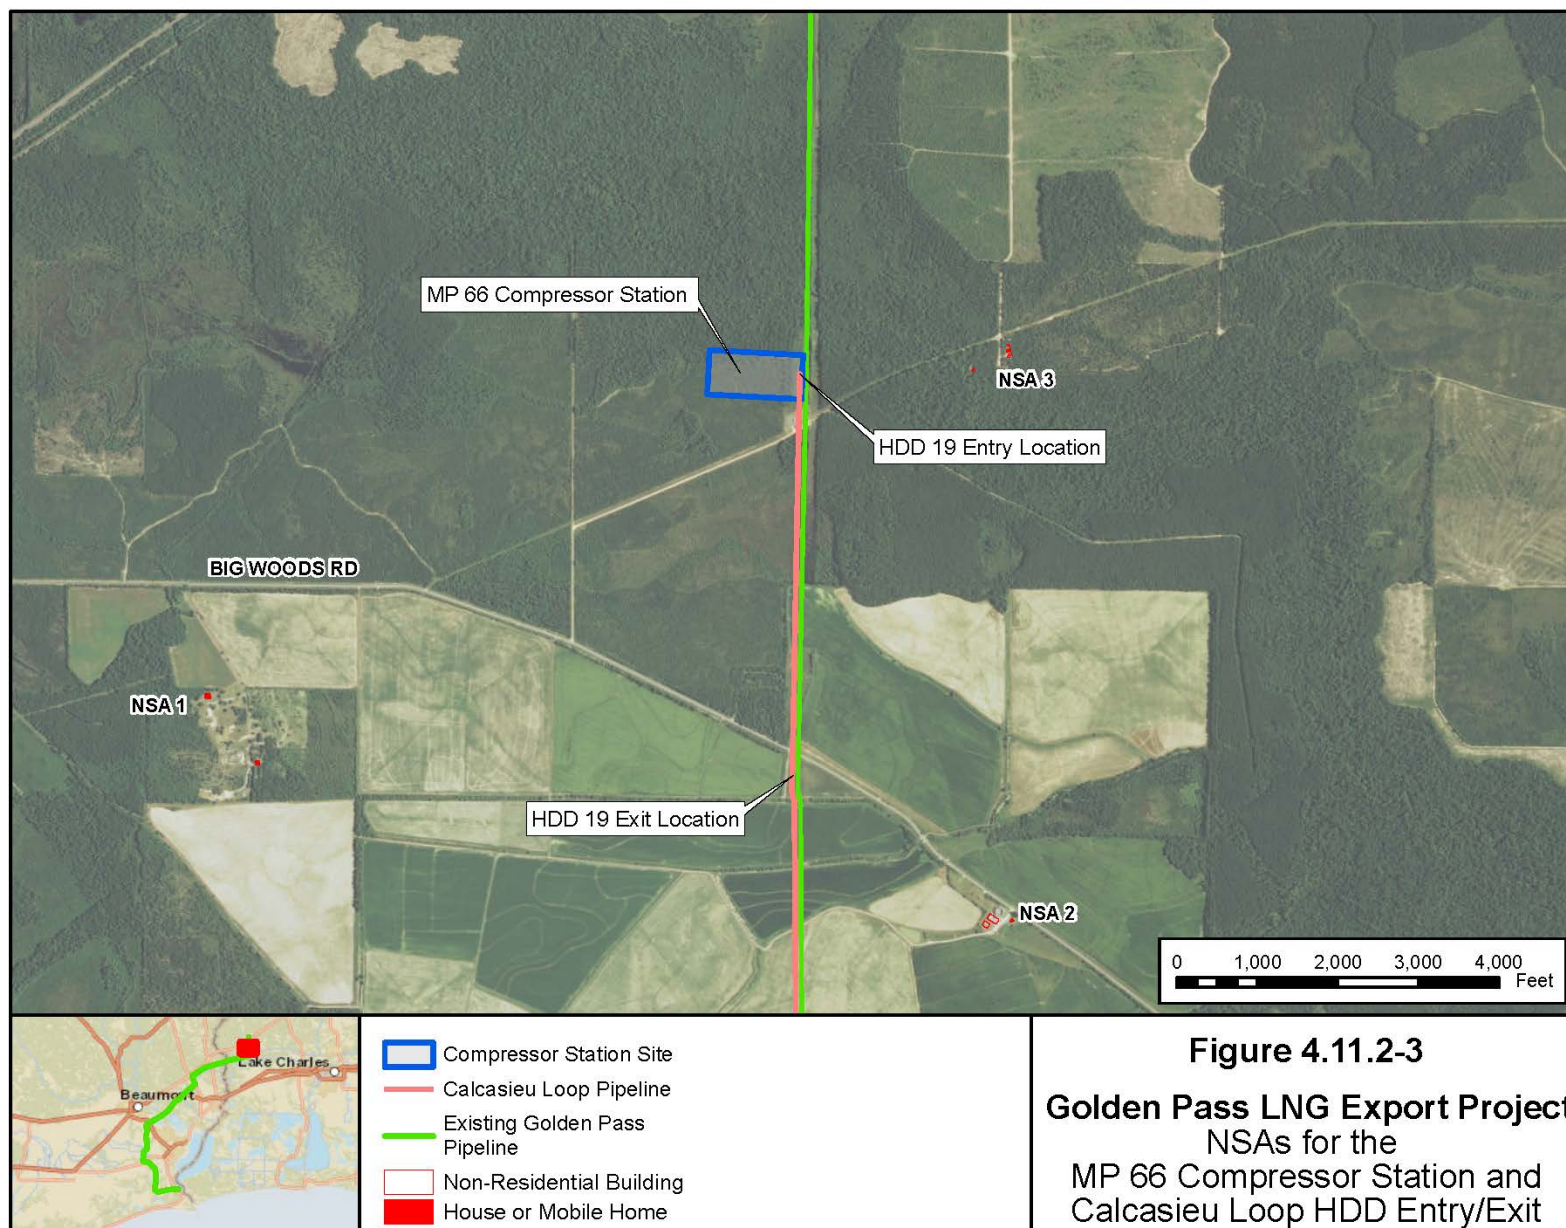 MP 66 Compressor Station
NSA 3
HDD 19 Entry Location
BIG WOODS RD
NSA 1
HDD 19 Exit Location
NSA 2
0 1,000 2,000 3,000 4,000
Feet
Lake Charles
Beaumont
Compressor Station Site
Calcasieu Loop Pipeline
Existing Golden Pass
Pipeline
Non-Residential Building
House or Mobile Home
Figure 4.11.2-3
Golden Pass LNG Export Project
NSAs for the
MP 66 Compressor Station and
Calcasieu Loop HDD Entry/Exit